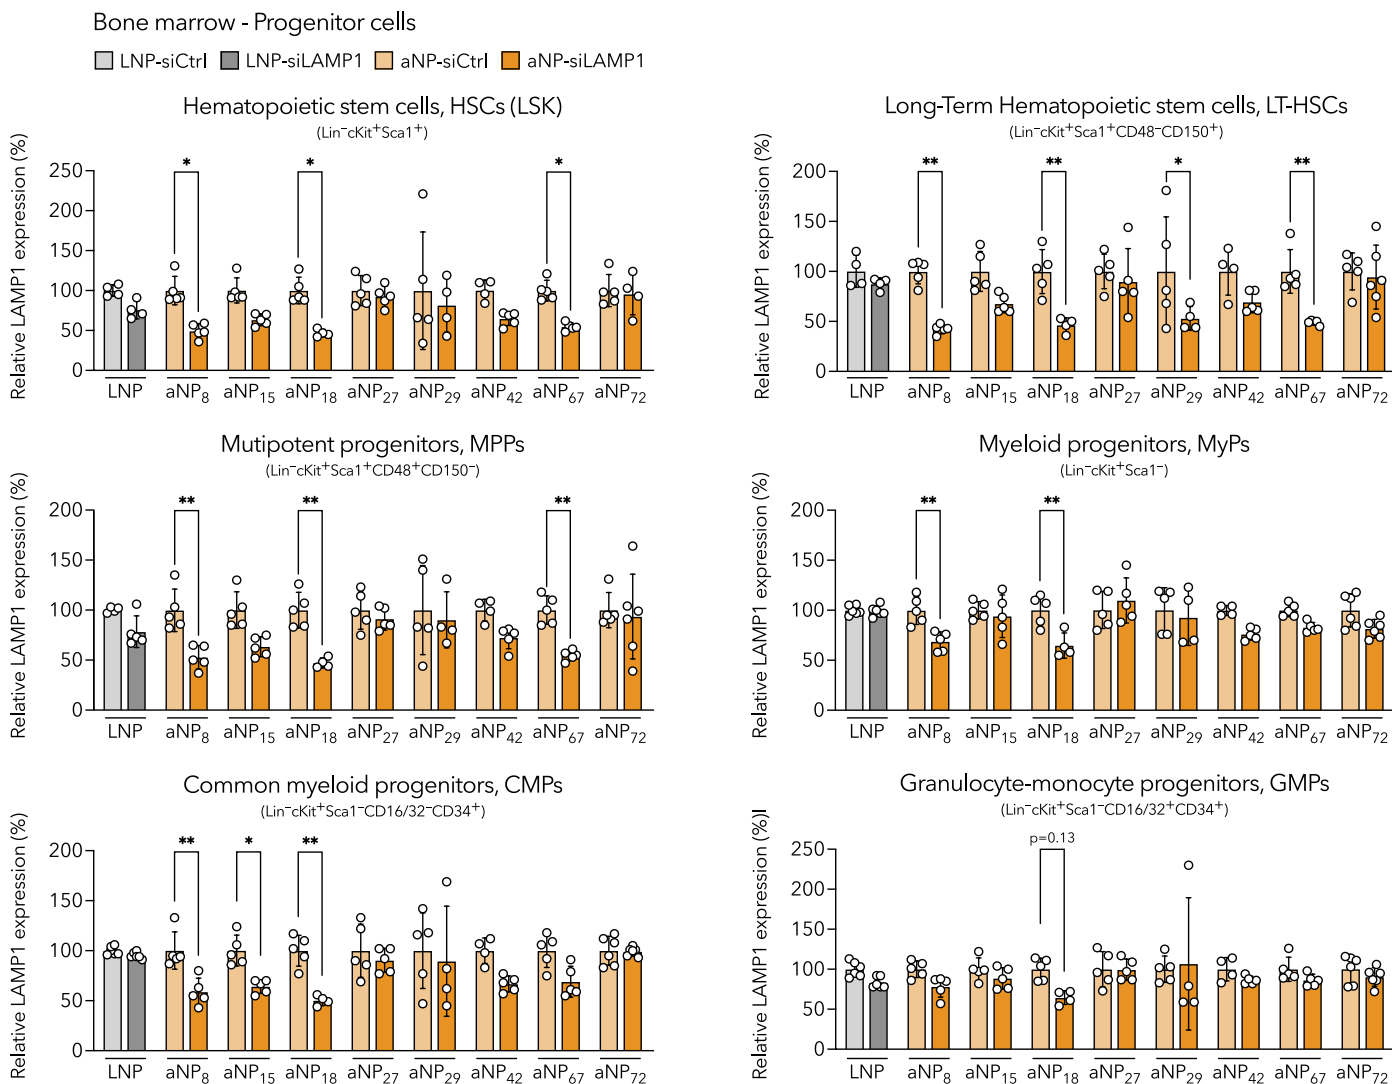 Bone marrow - Progenitor cells
LNP-siCtrl LNP-siLAMP1 aNP-siCtrl aNP-siLAMP1
Hematopoietic stem cells, HSCs (LSK)
(Lin⁻cKit⁺Sca1⁺)
Relative LAMP1 expression (%)
250
200
150
100
50
0
* * *
LNP aNP₈ aNP₁₅ aNP₁₈ aNP₂₇ aNP₂₉ aNP₄₂ aNP₆₇ aNP₇₂
Long-Term Hematopoietic stem cells, LT-HSCs
(Lin⁻cKit⁺Sca1⁺CD48⁻CD150⁺)
Relative LAMP1 expression (%)
200
150
100
50
0
** ** * **
LNP aNP₈ aNP₁₅ aNP₁₈ aNP₂₇ aNP₂₉ aNP₄₂ aNP₆₇ aNP₇₂
Mutipotent progenitors, MPPs
(Lin⁻cKit⁺Sca1⁺CD48⁺CD150⁻)
Relative LAMP1 expression (%)
200
150
100
50
0
** ** **
LNP aNP₈ aNP₁₅ aNP₁₈ aNP₂₇ aNP₂₉ aNP₄₂ aNP₆₇ aNP₇₂
Myeloid progenitors, MyPs
(Lin⁻cKit⁺Sca1⁻)
Relative LAMP1 expression (%)
200
150
100
50
0
** **
LNP aNP₈ aNP₁₅ aNP₁₈ aNP₂₇ aNP₂₉ aNP₄₂ aNP₆₇ aNP₇₂
Common myeloid progenitors, CMPs
(Lin⁻cKit⁺Sca1⁻CD16/32⁻CD34⁺)
Relative LAMP1 expression (%)
200
150
100
50
0
** * **
LNP aNP₈ aNP₁₅ aNP₁₈ aNP₂₇ aNP₂₉ aNP₄₂ aNP₆₇ aNP₇₂
Granulocyte-monocyte progenitors, GMPs
(Lin⁻cKit⁺Sca1⁻CD16/32⁺CD34⁺)
Relative LAMP1 expression (%)l
250
200
150
100
50
0
p=0.13
LNP aNP₈ aNP₁₅ aNP₁₈ aNP₂₇ aNP₂₉ aNP₄₂ aNP₆₇ aNP₇₂